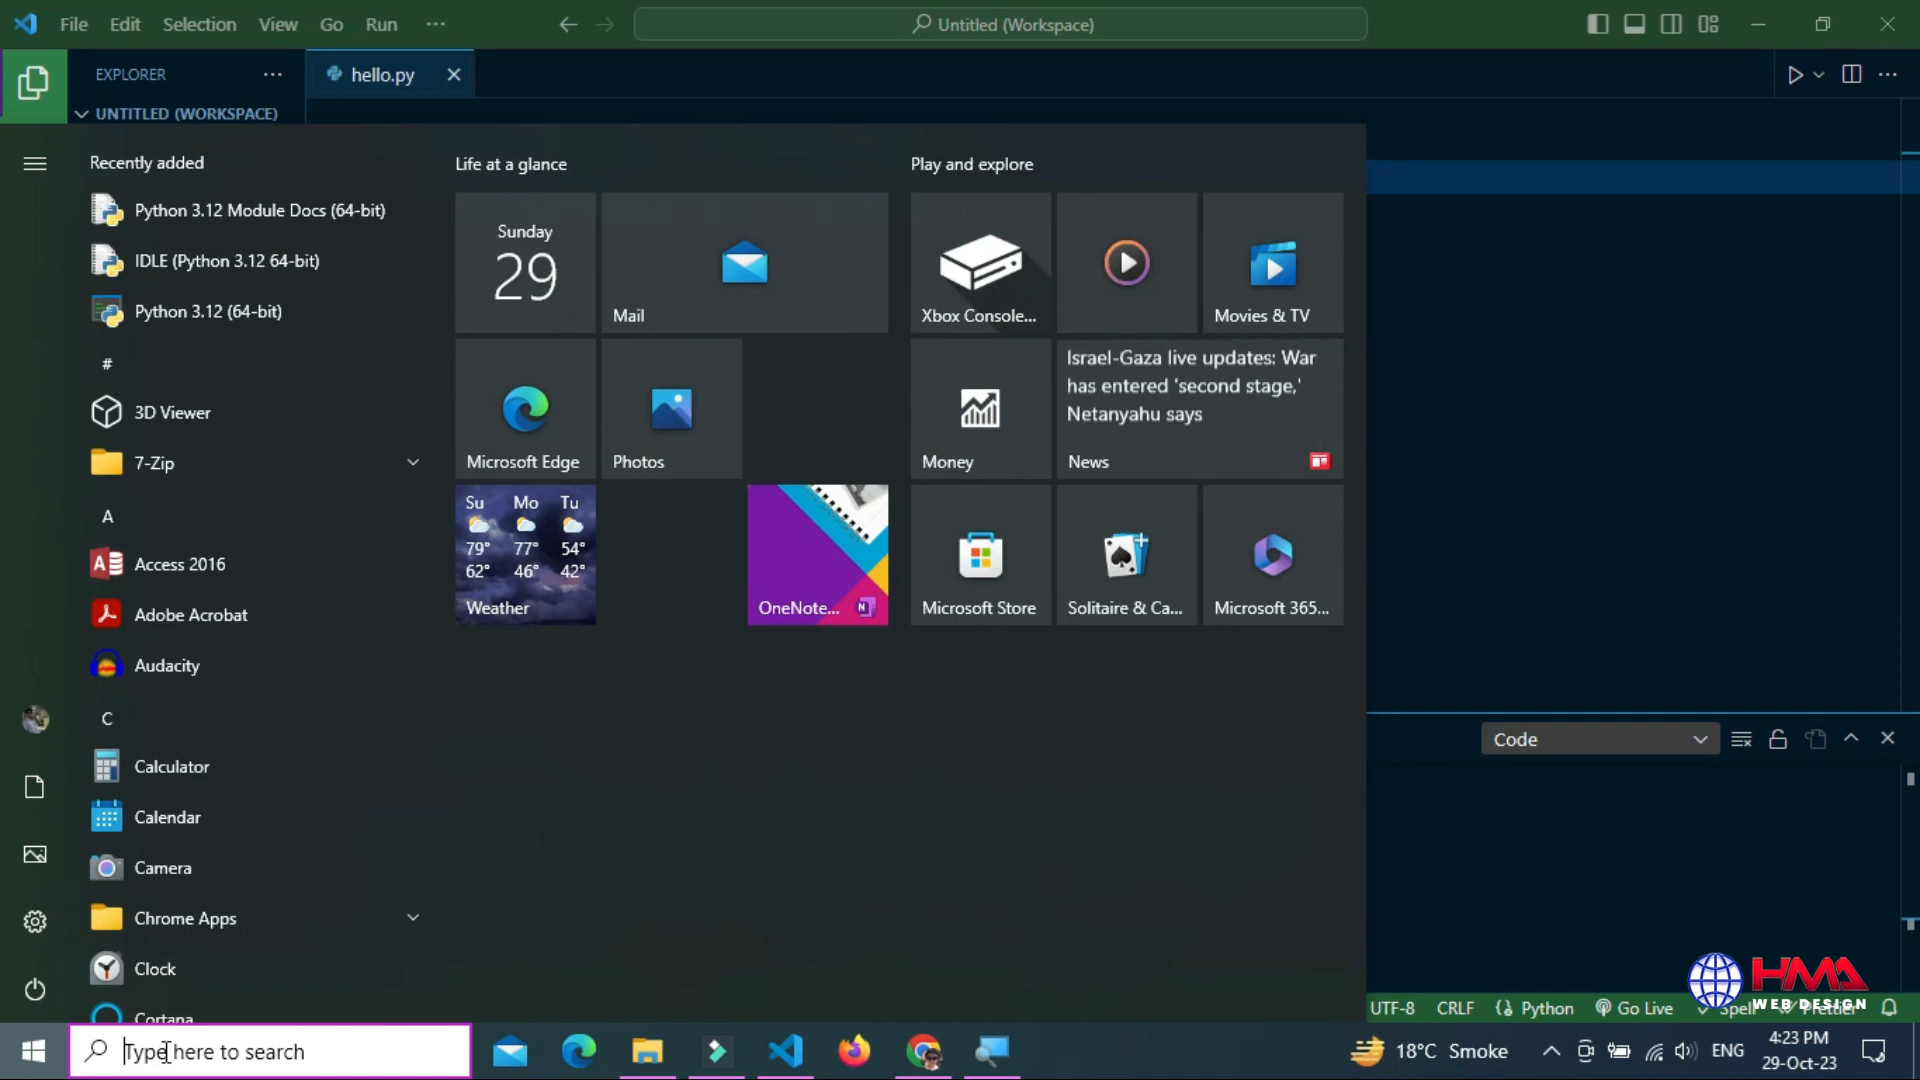 File Edit Selection View Go Run ···
Untitled (Workspace)
EXPLORER ···
hello.py
UNTITLED (WORKSPACE)
Recently added
Python 3.12 Module Docs (64-bit)
IDLE (Python 3.12 64-bit)
Python 3.12 (64-bit)
#
3D Viewer
7-Zip
A
Access 2016
Adobe Acrobat
Audacity
C
Calculator
Calendar
Camera
Chrome Apps
Clock
Cortana
Life at a glance
Sunday
29
Mail
Microsoft Edge
Photos
Su Mo Tu
79° 77° 54°
62° 46° 42°
Weather
OneNote...
Play and explore
Xbox Console...
Movies & TV
Money
Israel-Gaza live updates: War
has entered 'second stage,'
Netanyahu says
News
Microsoft Store
Solitaire & Ca...
Microsoft 365...
Code
HMA
WEB DESIGN
UTF-8 CRLF Python Go Live Spell Prettier
Type here to search
18°C Smoke
ENG
4:23 PM
29-Oct-23